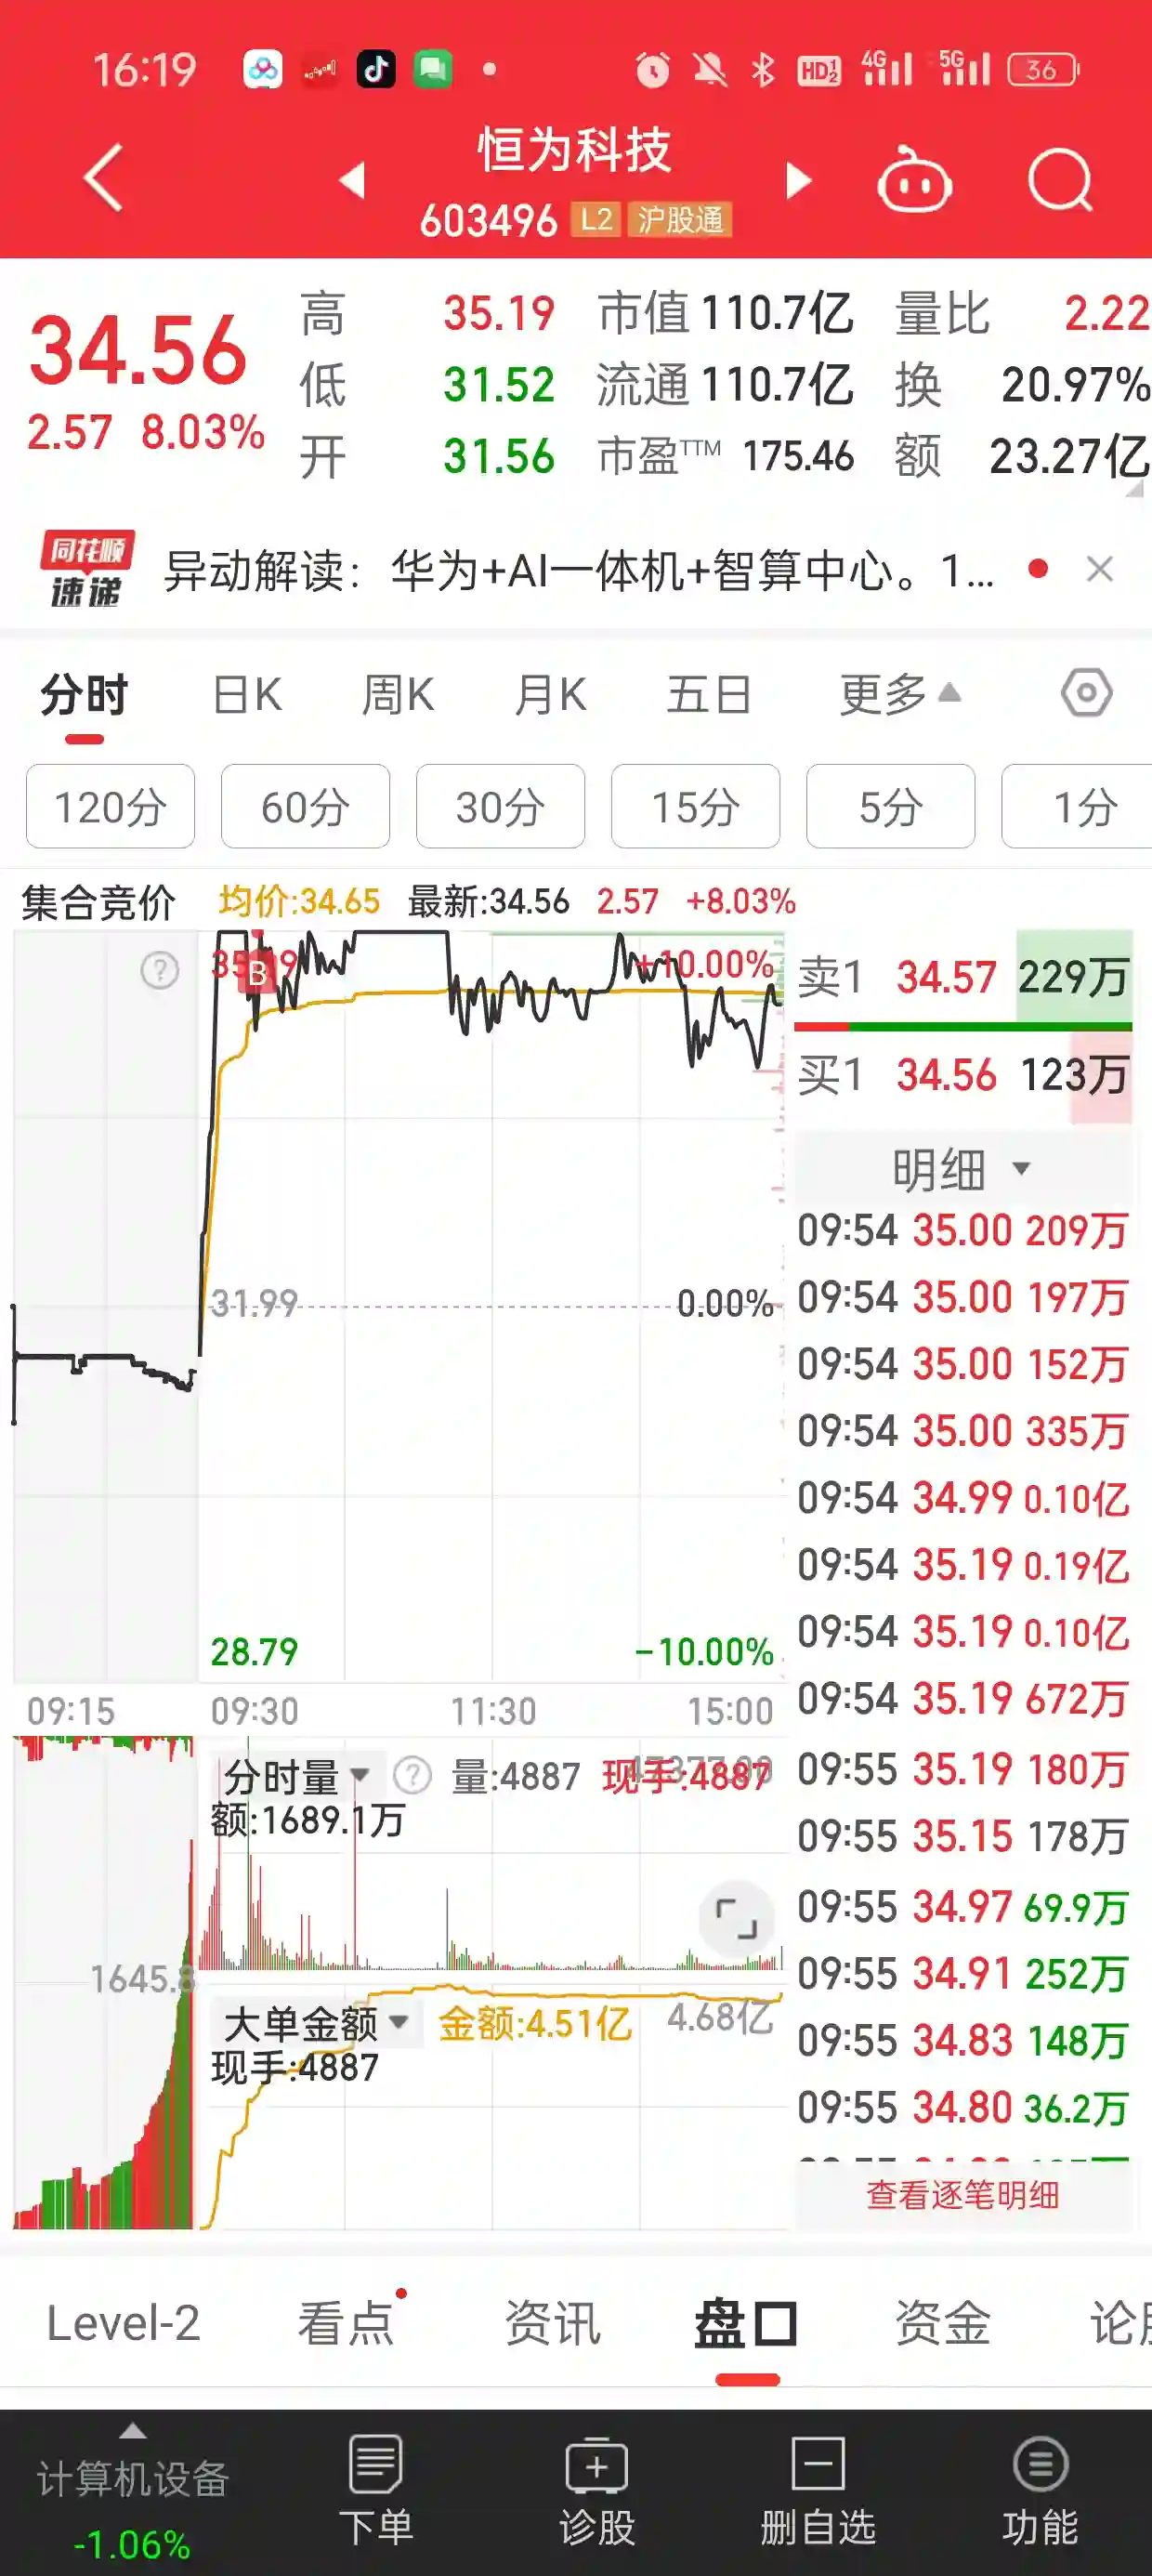 16:19
HD 1 2 4G 5G 36
恒为科技
603496 L2 沪股通
34.56
2.57 8.03%
高 35.19 市值 110.7亿 量比 2.22
低 31.52 流通 110.7亿 换 20.97%
开 31.56 市盈TTM 175.46 额 23.27亿
同花顺
速递
异动解读：华为+AI一体机+智算中心。1...
分时 日K 周K 月K 五日 更多
120分 60分 30分 15分 5分 1分
集合竞价 均价:34.65 最新:34.56 2.57 +8.03%
35.19 B +10.00%
31.99 0.00%
28.79 -10.00%
09:15 09:30 11:30 15:00
卖1 34.57 229万
买1 34.56 123万
明细
09:54 35.00 209万
09:54 35.00 197万
09:54 35.00 152万
09:54 35.00 335万
09:54 34.99 0.10亿
09:54 35.19 0.19亿
09:54 35.19 0.10亿
09:54 35.19 672万
09:55 35.19 180万
09:55 35.15 178万
09:55 34.97 69.9万
09:55 34.91 252万
09:55 34.83 148万
09:55 34.80 36.2万
查看逐笔明细
分时量 ? 量:4887 现手:4887
额:1689.1万
1645.8
大单金额 金额:4.51亿 4.68亿
现手:4887
Level-2 看点 资讯 盘口 资金 论
计算机设备
-1.06%
下单 诊股 删自选 功能